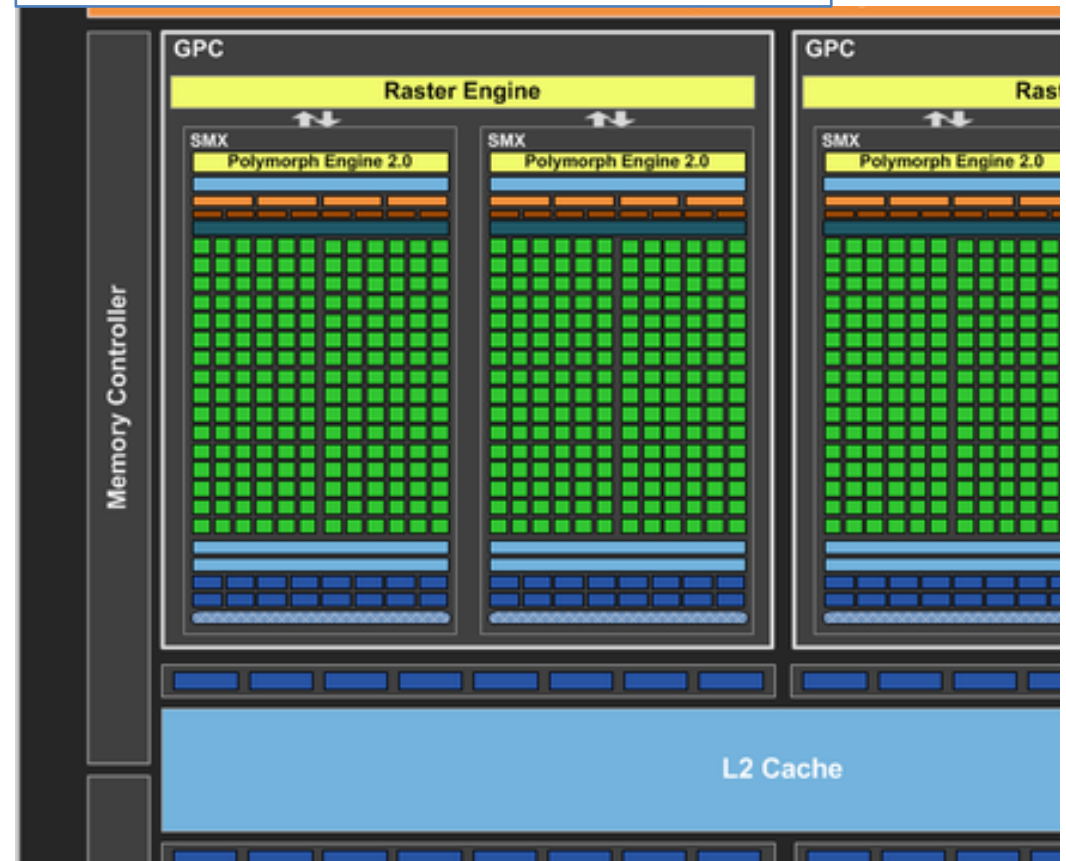 GPC
Raster Engine
SMX
Polymorph Engine 2.0
SMX
Polymorph Engine 2.0
GPC
SMX
Polymorph Engine 2.0
Memory Controller
L2 Cache